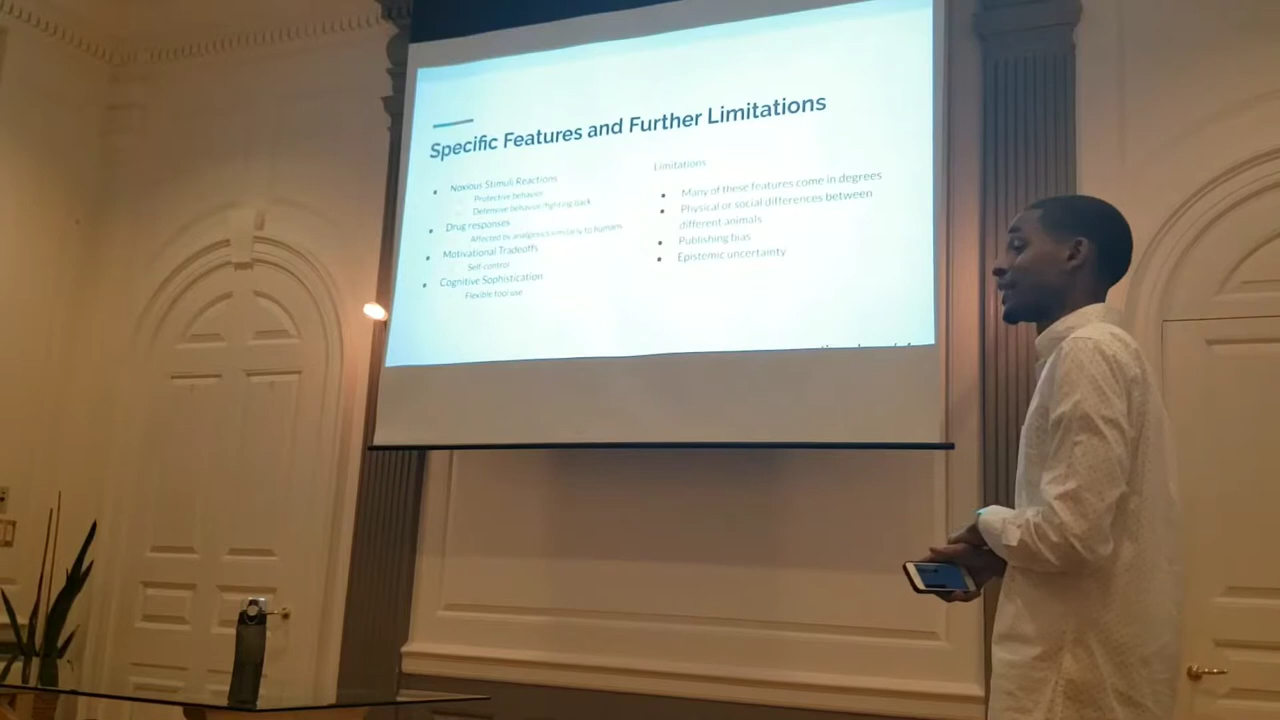 Specific Features and Further Limitations
Noxious Stimuli Reactions
Protective behavior
Defensive behavior/fighting back
Drug responses
Affected by analgesics similarly to humans
Motivational Tradeoffs
Self-control
Cognitive Sophistication
Flexible tool use
Limitations
Many of these features come in degrees
Physical or social differences between
different animals
Publishing bias
Epistemic uncertainty